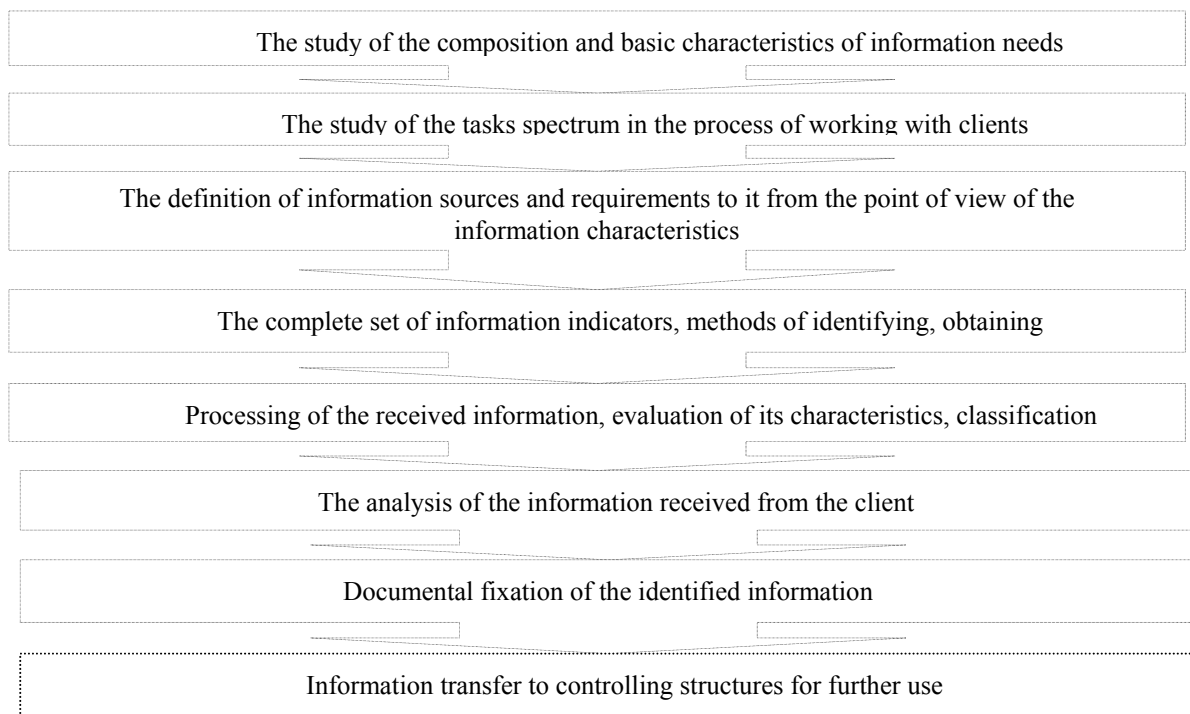 The study of the composition and basic characteristics of information needs
The study of the tasks spectrum in the process of working with clients
The definition of information sources and requirements to it from the point of view of the
information characteristics
The complete set of information indicators, methods of identifying, obtaining
Processing of the received information, evaluation of its characteristics, classification
The analysis of the information received from the client
Documental fixation of the identified information
Information transfer to controlling structures for further use